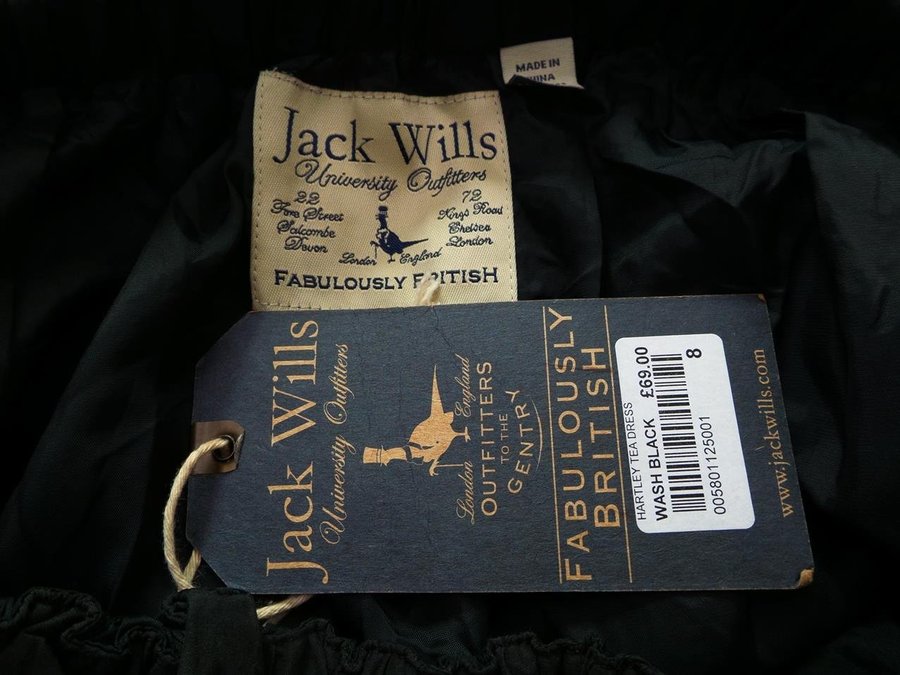 MADE IN
CHINA
Jack Wills
University Outfitters
22
Fore Street
Salcombe
Devon
72
Kings Road
Chelsea
London
London England
FABULOUSLY BRITISH
Jack Wills
University Outfitters
London England
OUTFITTERS
TO THE
GENTRY
FABULOUSLY
BRITISH
HARTLEY TEA DRESS
WASH BLACK £69.00
8
005801125001
www.jackwills.com